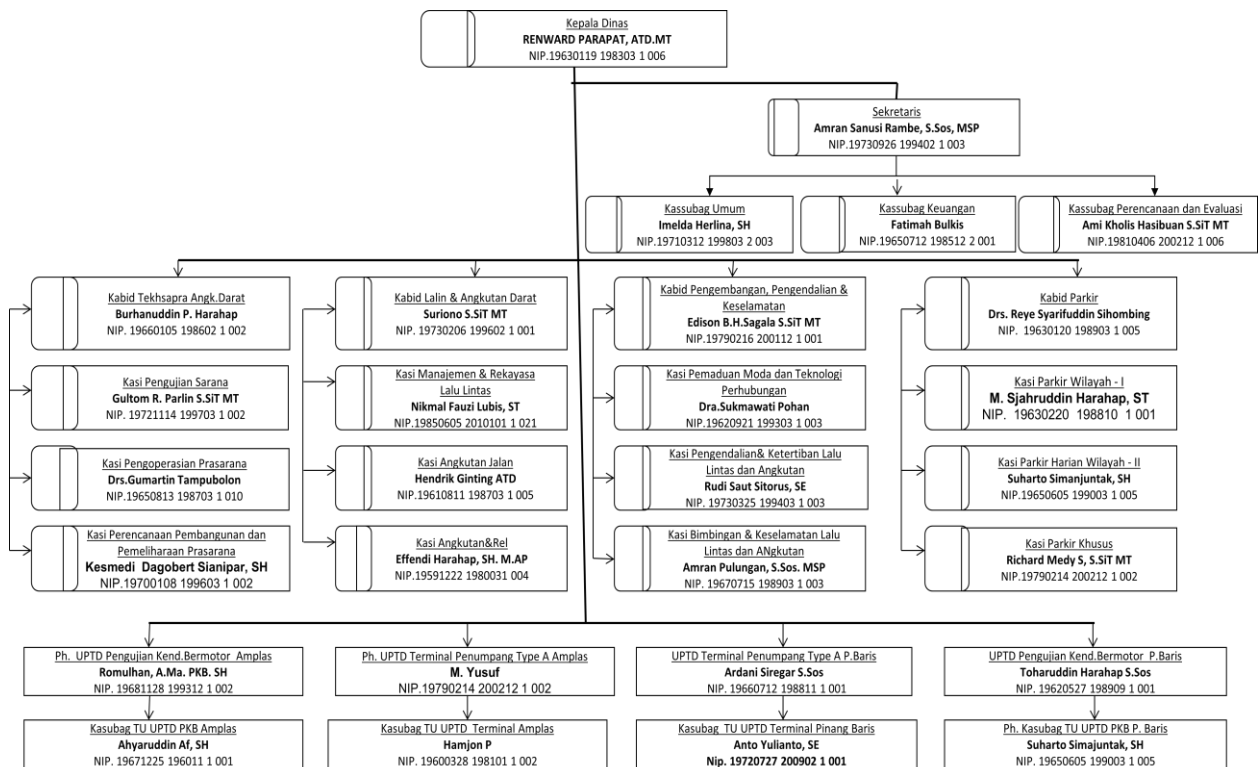 Kepala Dinas
RENWARD PARAPAT, ATD.MT
NIP.19630119 198303 1 006
Sekretaris
Amran Sanusi Rambe, S.Sos, MSP
NIP.19730926 199402 1 003
Kassubag Umum
Imelda Herlina, SH
NIP.19710312 199803 2 003
Kassubag Keuangan
Fatimah Bulkis
NIP.19650712 198512 2 001
Kassubag Perencanaan dan Evaluasi
Ami Kholis Hasibuan S.SiT MT
NIP.19810406 200212 1 006
Kabid Tekhsapra Angk.Darat
Burhanuddin P. Harahap
NIP. 19660105 198602 1 002
Kabid Lalin & Angkutan Darat
Suriono S.SiT MT
NIP. 19730206 199602 1 001
Kabid Pengembangan, Pengendalian &
Keselamatan
Edison B.H.Sagala S.SiT MT
NIP.19790216 200112 1 001
Kabid Parkir
Drs. Reye Syarifuddin Sihombing
NIP. 19630120 198903 1 005
Kasi Pengujian Sarana
Gultom R. Parlin S.SiT MT
NIP. 19721114 199703 1 002
Kasi Manajemen & Rekayasa
Lalu Lintas
Nikmal Fauzi Lubis, ST
NIP.19850605 2010101 1 021
Kasi Pemaduan Moda dan Teknologi
Perhubungan
Dra.Sukmawati Pohan
NIP.19620921 199303 1 003
Kasi Parkir Wilayah - I
M. Sjahruddin Harahap, ST
NIP. 19630220 198810 1 001
Kasi Pengoperasian Prasarana
Drs.Gumartin Tampubolon
NIP.19650813 198703 1 010
Kasi Angkutan Jalan
Hendrik Ginting ATD
NIP.19610811 198703 1 005
Kasi Pengendalian& Ketertiban Lalu
Lintas dan Angkutan
Rudi Saut Sitorus, SE
NIP. 19730325 199403 1 003
Kasi Parkir Harian Wilayah - II
Suharto Simanjuntak, SH
NIP.19650605 199003 1 005
Kasi Perencanaan Pembangunan dan
Pemeliharaan Prasarana
Kesmedi Dagobert Sianipar, SH
NIP.19700108 199603 1 002
Kasi Angkutan&Rel
Effendi Harahap, SH. M.AP
NIP.19591222 1980031 004
Kasi Bimbingan & Keselamatan Lalu
Lintas dan ANgkutan
Amran Pulungan, S.Sos. MSP
NIP. 19670715 198903 1 003
Kasi Parkir Khusus
Richard Medy S, S.SiT MT
NIP.19790214 200212 1 002
Ph. UPTD Pengujian Kend.Bermotor Amplas
Romulhan, A.Ma. PKB. SH
NIP. 19681128 199312 1 002
Ph. UPTD Terminal Penumpang Type A Amplas
M. Yusuf
NIP.19790214 200212 1 002
UPTD Terminal Penumpang Type A P.Baris
Ardani Siregar S.Sos
NIP. 19660712 198811 1 001
UPTD Pengujian Kend.Bermotor P.Baris
Toharuddin Harahap S.Sos
NIP. 19620527 198909 1 001
Kasubag TU UPTD PKB Amplas
Ahyaruddin Af, SH
NIP. 19671225 196011 1 001
Kasubag TU UPTD Terminal Amplas
Hamjon P
NIP. 19600328 198101 1 002
Kasubag TU UPTD Terminal Pinang Baris
Anto Yulianto, SE
Nip. 19720727 200902 1 001
Ph. Kasubag TU UPTD PKB P. Baris
Suharto Simajuntak, SH
NIP. 19650605 199003 1 005